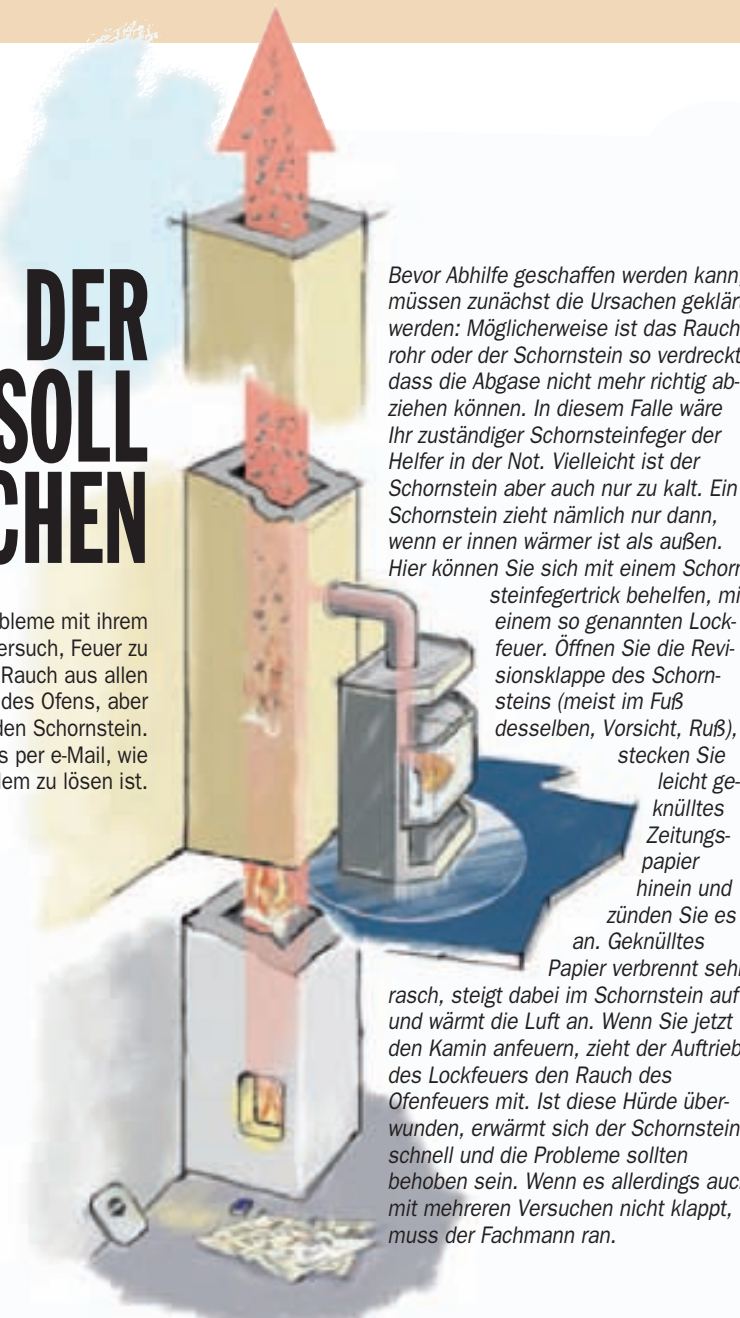 DER
SOLL
CHEN
bleme mit ihrem
ersuch, Feuer zu
Rauch aus allen
des Ofens, aber
den Schornstein.
s per e-Mail, wie
lem zu lösen ist.
Bevor Abhilfe geschaffen werden kann,
müssen zunächst die Ursachen geklär
werden: Möglicherweise ist das Rauch
rohr oder der Schornstein so verdreckt
dass die Abgase nicht mehr richtig ab-
ziehen können. In diesem Falle wäre
Ihr zuständiger Schornsteinfeger der
Helfer in der Not. Vielleicht ist der
Schornstein aber auch nur zu kalt. Ein
Schornstein zieht nämlich nur dann,
wenn er innen wärmer ist als außen.
Hier können Sie sich mit einem Schorn
steinfegertrick behelfen, mi
einem so genannten Lock-
feuer. Öffnen Sie die Revi-
sionsklappe des Schorn-
steins (meist im Fuß
desselben, Vorsicht, Ruß),
stecken Sie
leicht ge-
knülltes
Zeitungs-
papier
hinein und
zünden Sie es
an. Geknülltes
Papier verbrennt seh
rasch, steigt dabei im Schornstein auf
und wärmt die Luft an. Wenn Sie jetzt
den Kamin anfeuern, zieht der Auftrieb
des Lockfeuers den Rauch des
Ofenfeuers mit. Ist diese Hürde über-
wunden, erwärmt sich der Schornstein
schnell und die Probleme sollten
behoben sein. Wenn es allerdings auc
mit mehreren Versuchen nicht klappt,
muss der Fachmann ran.